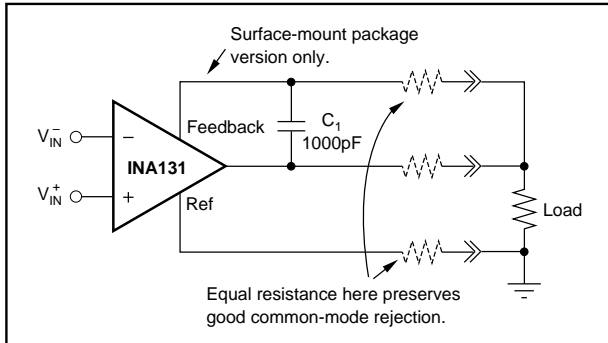 Surface-mount package
version only.
Feedback
C₁
1000pF
V⁻IN
−
INA131
V⁺IN
+
Ref
Load
Equal resistance here preserves
good common-mode rejection.